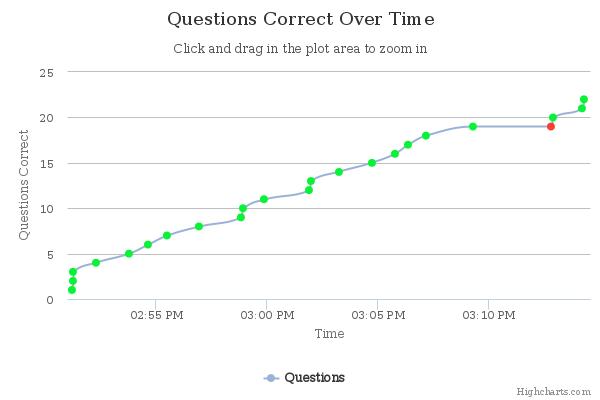 Questions Correct Over Time
Click and drag in the plot area to zoom in
Questions Correct
25
20
15
10
5
0
02:55 PM 03:00 PM 03:05 PM 03:10 PM
Time
Questions
Highcharts.com